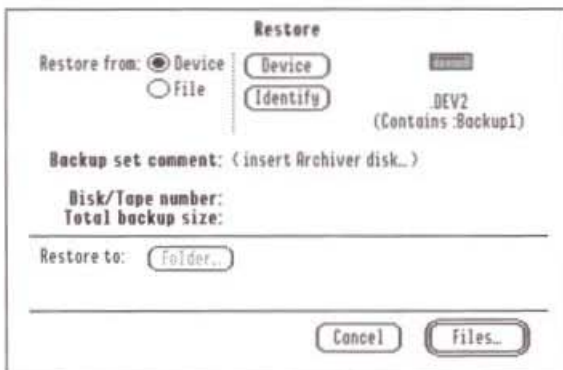 Restore
Restore from: Device
File
Device
Identify
.DEV2
(Contains :Backup1)
Backup set comment: (insert Archiver disk…)
Disk/Tape number:
Total backup size:
Restore to: Folder…
Cancel
Files…